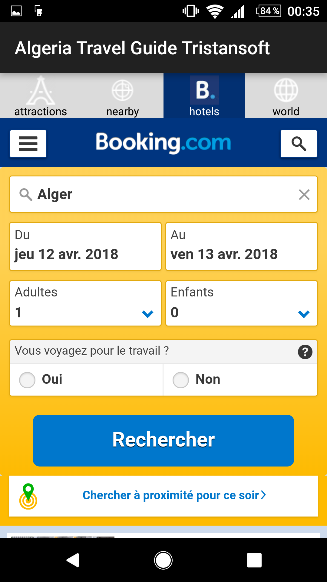 84%
00:35
Algeria Travel Guide Tristansoft
attractions
nearby
B.
hotels
world
Booking.com
Alger
Du
jeu 12 avr. 2018
Au
ven 13 avr. 2018
Adultes
1
Enfants
0
Vous voyagez pour le travail ?
?
Oui
Non
Rechercher
Chercher à proximité pour ce soir